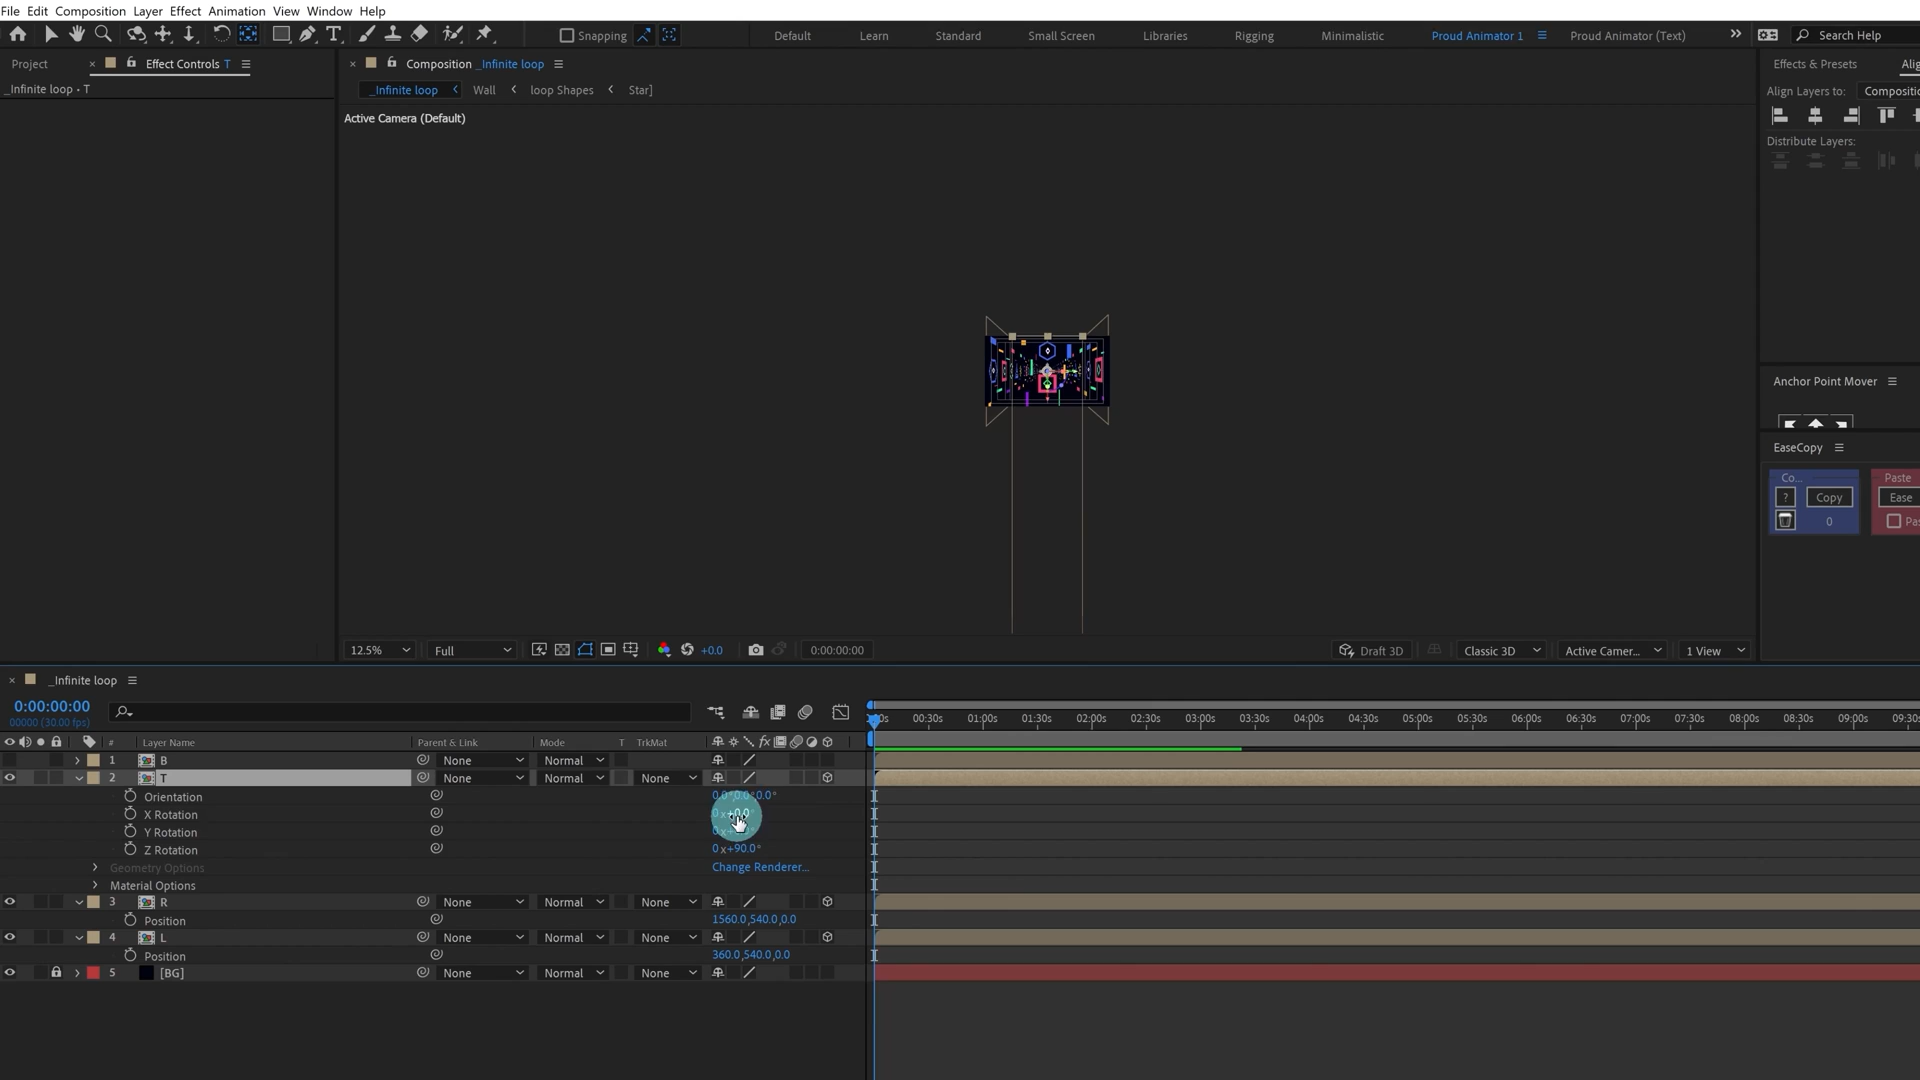 File Edit Composition Layer Effect Animation View Window Help
Snapping Default Learn Standard Small Screen Libraries Rigging Minimalistic Proud Animator 1 Proud Animator (Text) Search Help
Project Effect Controls T Composition _Infinite loop Effects & Presets Alig
_Infinite loop • T _Infinite loop Wall loop Shapes Star] Align Layers to: Compositio
Active Camera (Default)
Distribute Layers:
Anchor Point Mover
EaseCopy
Co... Paste
? Copy Ease
0 Pas
12.5% Full +0.0 0:00:00:00 Draft 3D Classic 3D Active Camer... 1 View
_Infinite loop
0:00:00:00
00000 (30.00 fps)
00:30s 01:00s 01:30s 02:00s 02:30s 03:00s 03:30s 04:00s 04:30s 05:00s 05:30s 06:00s 06:30s 07:00s 07:30s 08:00s 08:30s 09:00s 09:30s
# Layer Name Parent & Link Mode T TrkMat fx
1 B None Normal
2 T None Normal None
Orientation 0.0°,0.0°,0.0°
X Rotation 0 x+0.0°
Y Rotation
Z Rotation 0 x+90.0°
Geometry Options Change Renderer...
Material Options
3 R None Normal None
Position 1560.0,540.0,0.0
4 L None Normal None
Position 360.0,540.0,0.0
5 [BG] None Normal None